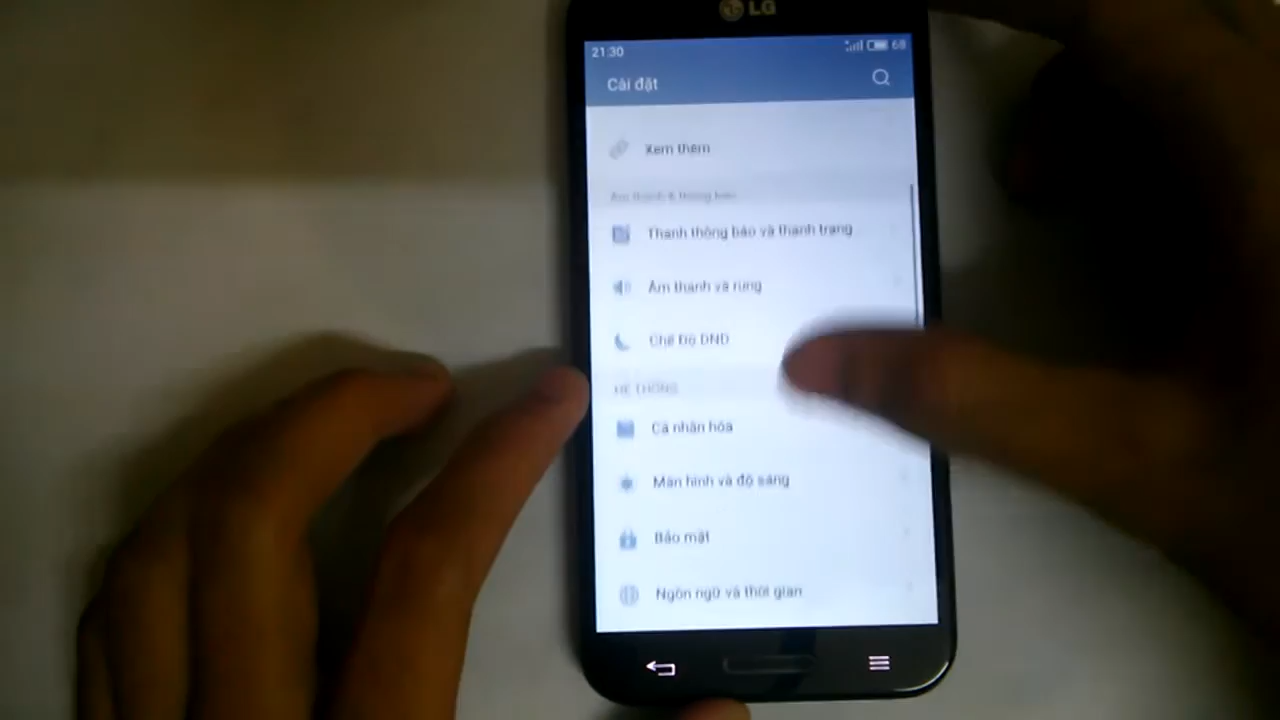 LG
21:30
68
Cài đặt
Xem thêm
Âm thanh & thông báo
Thanh thông báo và thanh trạng
Âm thanh và rung
Chế Độ DND
HỆ THỐNG
Cá nhân hóa
Màn hình và độ sáng
Bảo mật
Ngôn ngữ và thời gian